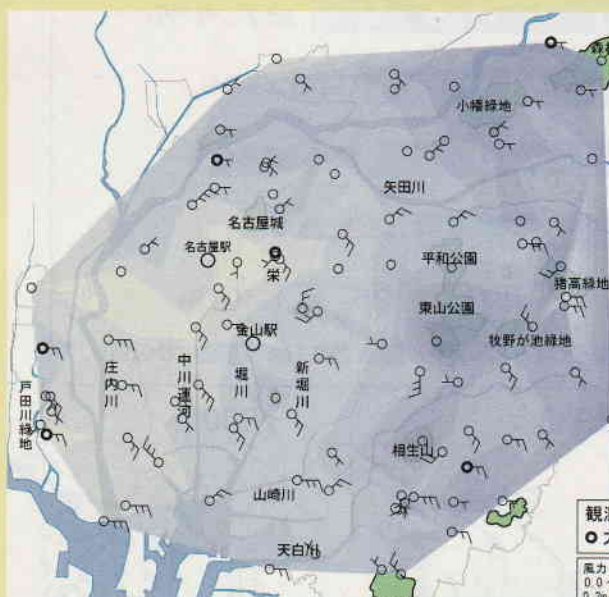 小幡緑地
矢田川
名古屋城
名古屋駅
栄
平和公園
猪高緑地
東山公園
金山駅
牧野が池緑地
戸田川緑地
庄内川
中川運河
堀川
新堀川
相生山
山崎川
天白川
風力